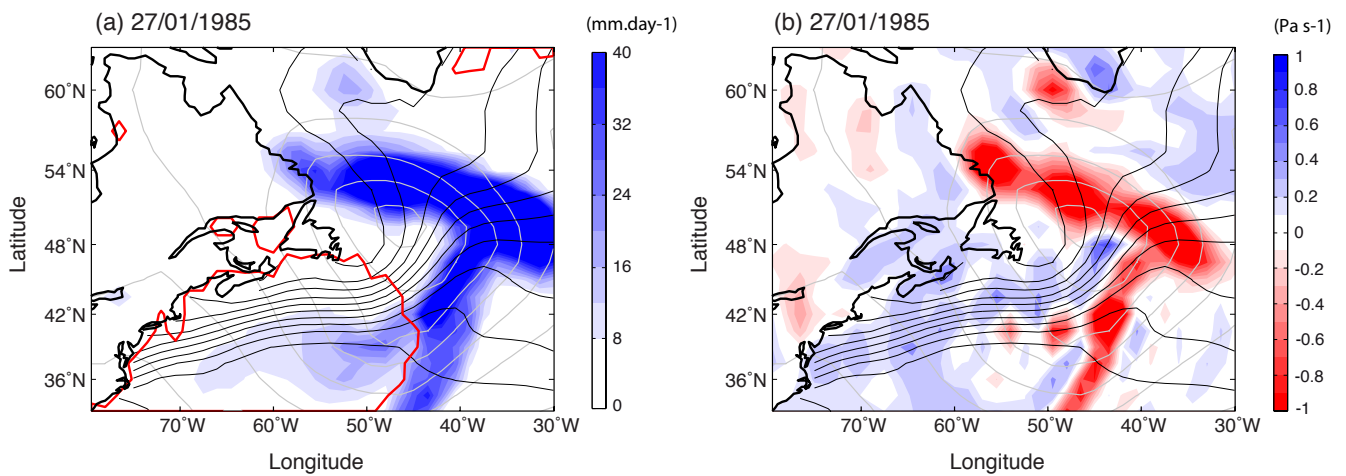 (a) 27/01/1985
(mm.day-1)
40
32
24
16
8
0
60°N
54°N
48°N
42°N
36°N
Latitude
70°W
60°W
50°W
40°W
30°W
Longitude
(b) 27/01/1985
(Pa s-1)
1
0.8
0.6
0.4
0.2
0
-0.2
-0.4
-0.6
-0.8
-1
60°N
54°N
48°N
42°N
36°N
Latitude
70°W
60°W
50°W
40°W
30°W
Longitude